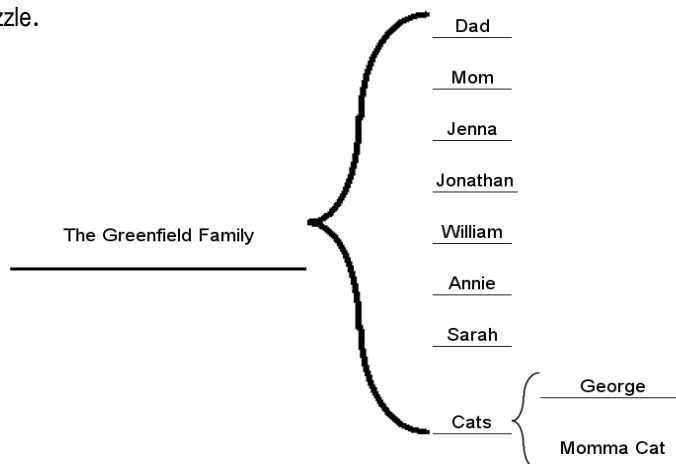 zzle.
Dad
Mom
Jenna
Jonathan
William
The Greenfield Family
Annie
Sarah
Cats
George
Momma Cat